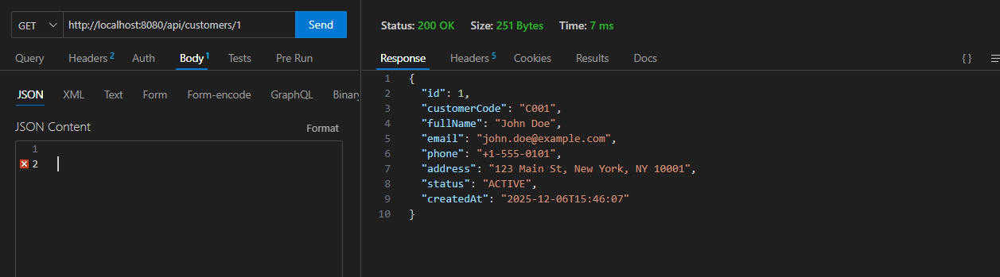 GET http://localhost:8080/api/customers/1 Send
Query Headers 2 Auth Body 1 Tests Pre Run
JSON XML Text Form Form-encode GraphQL Binary
JSON Content Format
1
2
Status: 200 OK Size: 251 Bytes Time: 7 ms
Response Headers 5 Cookies Results Docs { }
1 {
2 "id": 1,
3 "customerCode": "C001",
4 "fullName": "John Doe",
5 "email": "john.doe@example.com",
6 "phone": "+1-555-0101",
7 "address": "123 Main St, New York, NY 10001",
8 "status": "ACTIVE",
9 "createdAt": "2025-12-06T15:46:07"
10 }